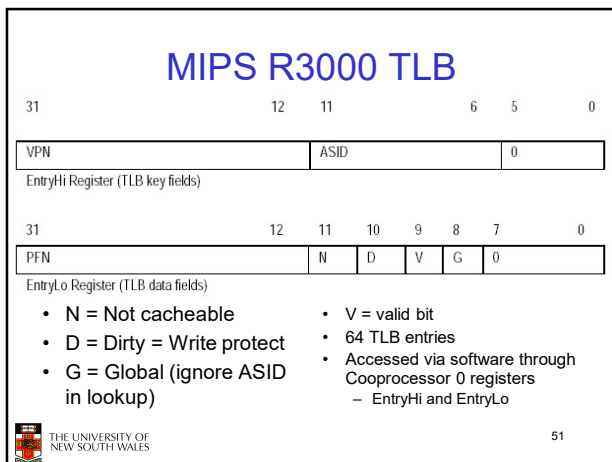 MIPS R3000 TLB
31 12 11 6 5 0
VPN ASID 0
EntryHi Register (TLB key fields)
31 12 11 10 9 8 7 0
PFN N D V G 0
EntryLo Register (TLB data fields)
• N = Not cacheable
• D = Dirty = Write protect
• G = Global (ignore ASID
in lookup)
• V = valid bit
• 64 TLB entries
• Accessed via software through
Cooprocessor 0 registers
– EntryHi and EntryLo
THE UNIVERSITY OF
NEW SOUTH WALES
51